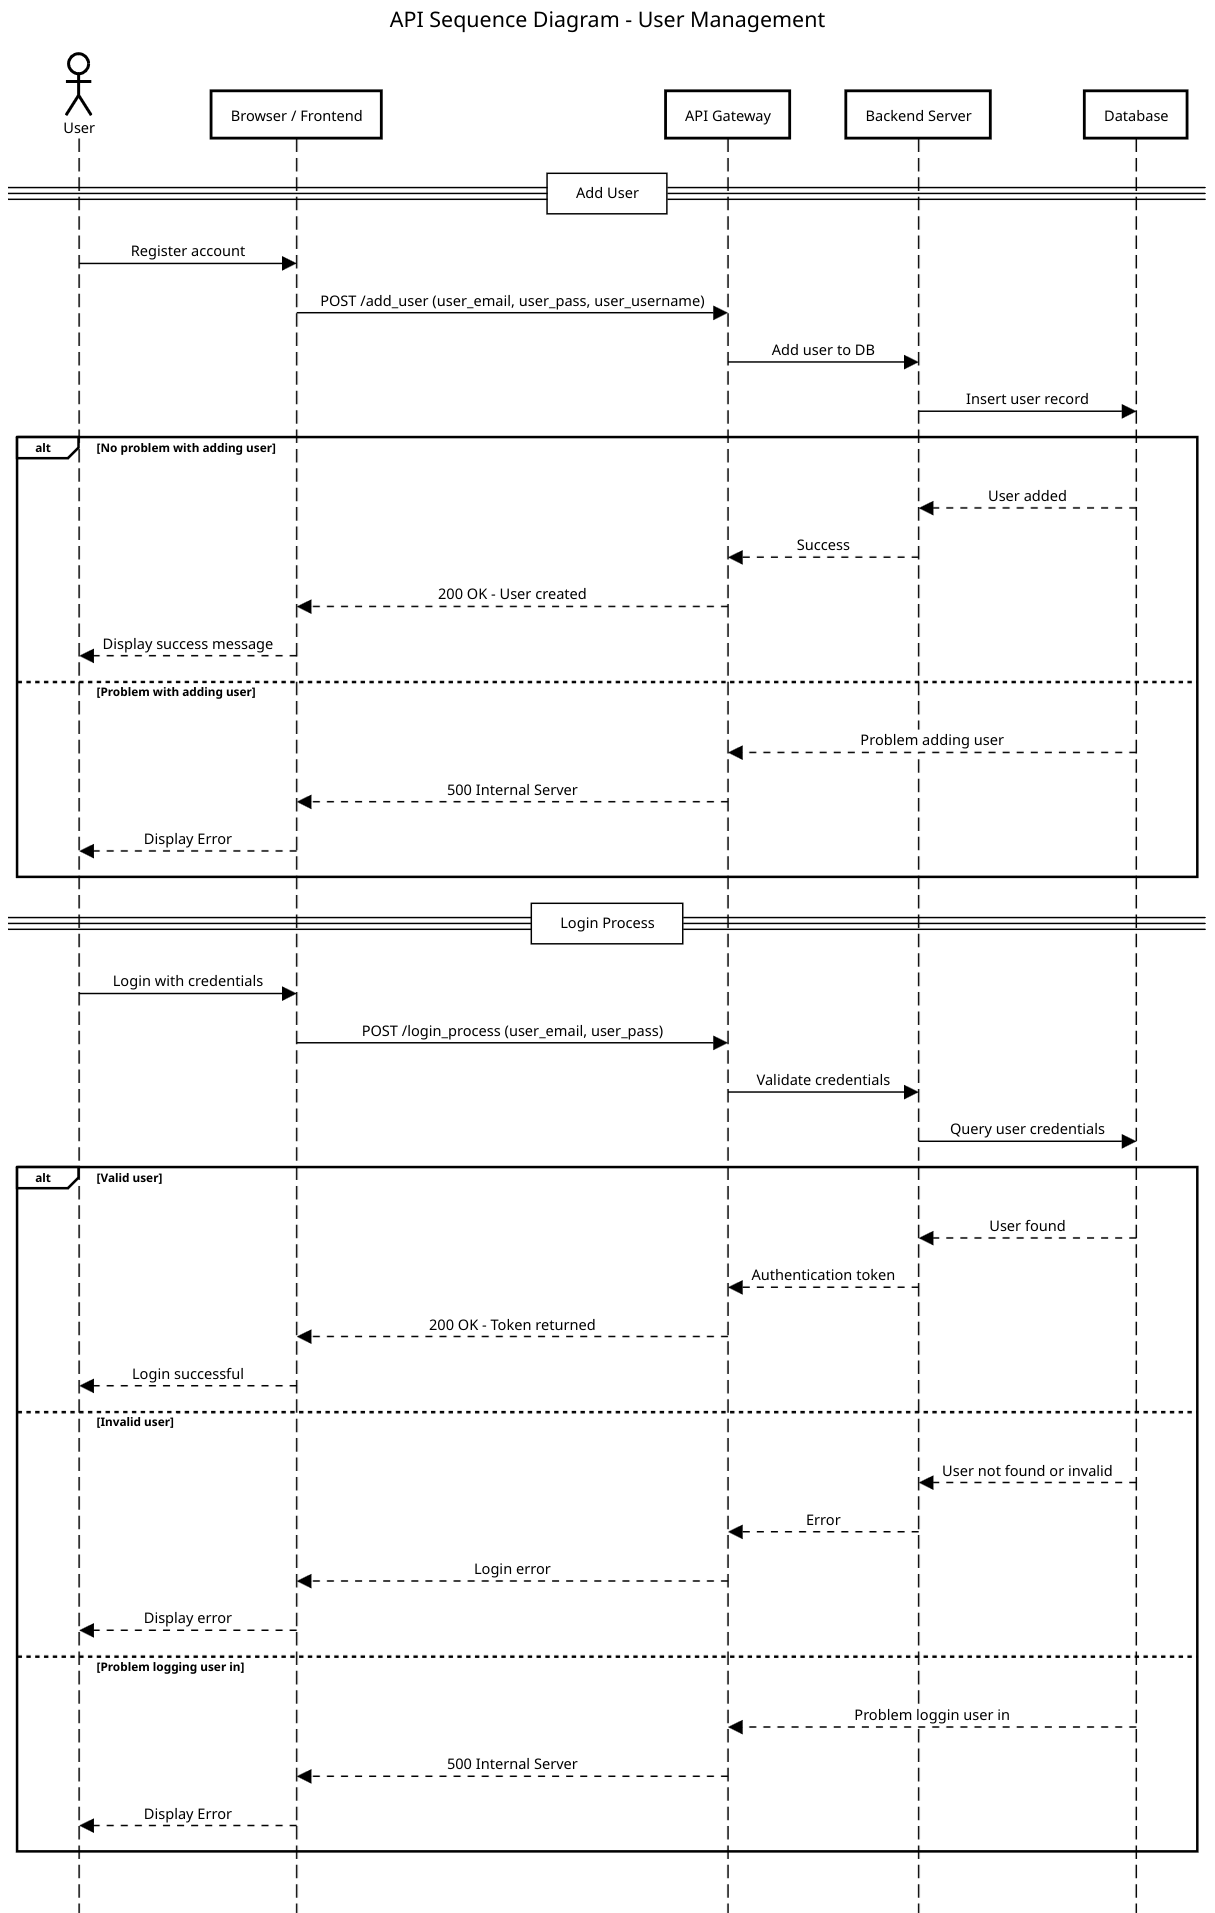 API Sequence Diagram - User Management
User
Browser / Frontend
API Gateway
Backend Server
Database
Add User
Register account
POST /add_user (user_email, user_pass, user_username)
Add user to DB
Insert user record
alt
[No problem with adding user]
User added
Success
200 OK - User created
Display success message
[Problem with adding user]
Problem adding user
500 Internal Server
Display Error
Login Process
Login with credentials
POST /login_process (user_email, user_pass)
Validate credentials
Query user credentials
alt
[Valid user]
User found
Authentication token
200 OK - Token returned
Login successful
[Invalid user]
User not found or invalid
Error
Login error
Display error
[Problem logging user in]
Problem loggin user in
500 Internal Server
Display Error